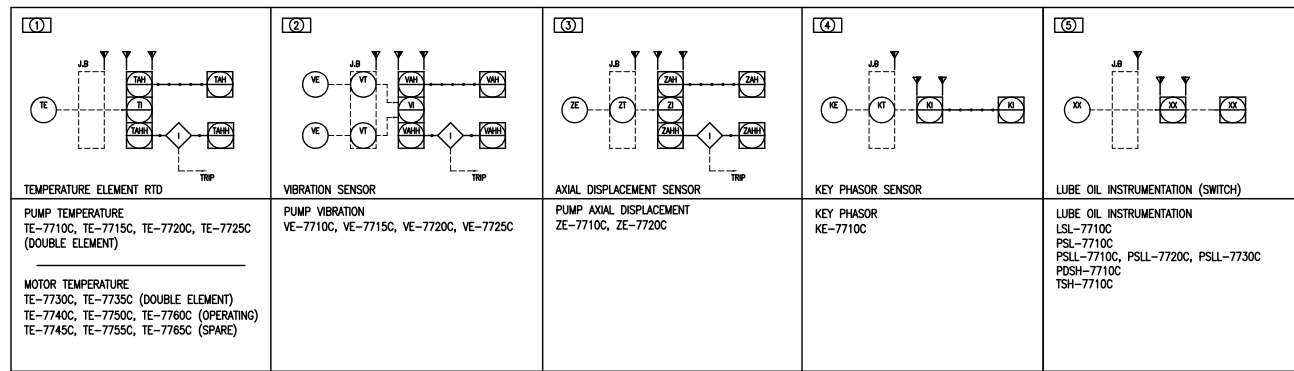 ①
J.B
TAH
TAH
TE
TI
TAHH
I
TAHH
TRIP
TEMPERATURE ELEMENT RTD
PUMP TEMPERATURE
TE-7710C, TE-7715C, TE-7720C, TE-7725C
(DOUBLE ELEMENT)
MOTOR TEMPERATURE
TE-7730C, TE-7735C (DOUBLE ELEMENT)
TE-7740C, TE-7750C, TE-7760C (OPERATING)
TE-7745C, TE-7755C, TE-7765C (SPARE)
②
J.B
VE
VT
VAH
VAH
VI
VE
VT
VAHH
I
VAHH
TRIP
VIBRATION SENSOR
PUMP VIBRATION
VE-7710C, VE-7715C, VE-7720C, VE-7725C
③
J.B
ZAH
ZAH
ZE
ZT
ZI
ZAHH
I
ZAHH
TRIP
AXIAL DISPLACEMENT SENSOR
PUMP AXIAL DISPLACEMENT
ZE-7710C, ZE-7720C
④
J.B
KE
KT
KI
KI
KEY PHASOR SENSOR
KEY PHASOR
KE-7710C
⑤
J.B
XX
XX
XX
LUBE OIL INSTRUMENTATION (SWITCH)
LUBE OIL INSTRUMENTATION
LSL-7710C
PSL-7710C
PSLL-7710C, PSLL-7720C, PSLL-7730C
PDSH-7710C
TSH-7710C